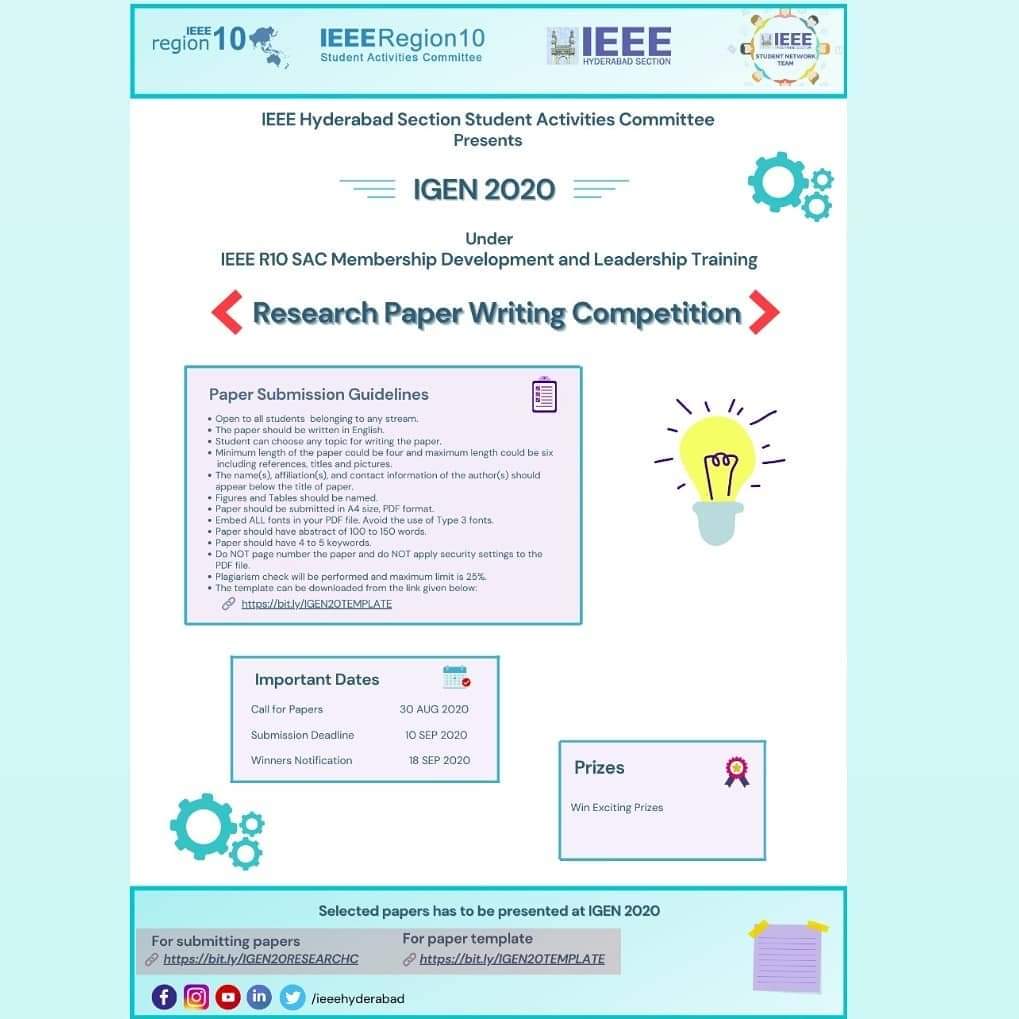 IEEE
region 10
IEEE Region10
Student Activities Committee
IEEE
HYDERABAD SECTION
IEEE
STUDENT NETWORK
TEAM
IEEE Hyderabad Section Student Activities Committee
Presents
IGEN 2020
Under
IEEE R10 SAC Membership Development and Leadership Training
Research Paper Writing Competition
Paper Submission Guidelines
• Open to all students belonging to any stream.
• The paper should be written in English.
• Student can choose any topic for writing the paper.
• Minimum length of the paper could be four and maximum length could be six
including references, titles and pictures.
• The name(s), affiliation(s), and contact information of the author(s) should
appear below the title of paper.
• Figures and Tables should be named.
• Paper should be submitted in A4 size, PDF format.
• Embed ALL fonts in your PDF file. Avoid the use of Type 3 fonts.
• Paper should have abstract of 100 to 150 words.
• Paper should have 4 to 5 keywords.
• Do NOT page number the paper and do NOT apply security settings to the
PDF file.
• Plagiarism check will be performed and maximum limit is 25%.
• The template can be downloaded from the link given below:
https://bit.ly/IGEN20TEMPLATE
Important Dates
Call for Papers 30 AUG 2020
Submission Deadline 10 SEP 2020
Winners Notification 18 SEP 2020
Prizes
Win Exciting Prizes
Selected papers has to be presented at IGEN 2020
For submitting papers
https://bit.ly/IGEN20RESEARCHC
For paper template
https://bit.ly/IGEN20TEMPLATE
/ieeehyderabad